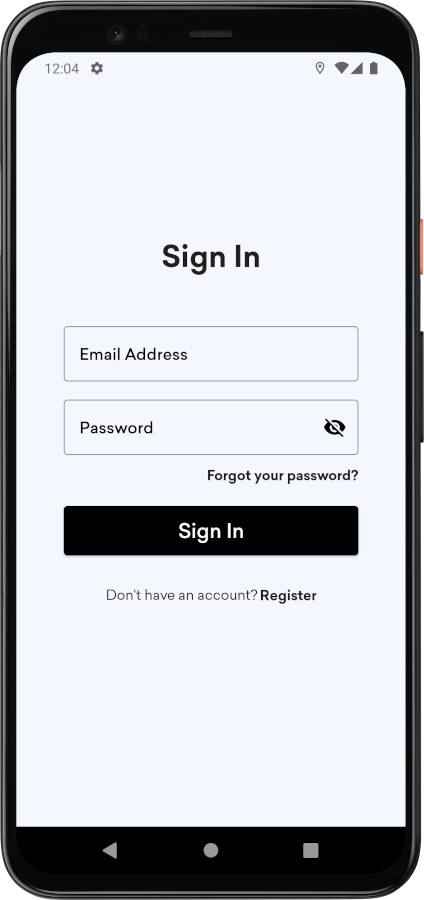 12:04
Sign In
Email Address
Password
Forgot your password?
Sign In
Don't have an account? Register